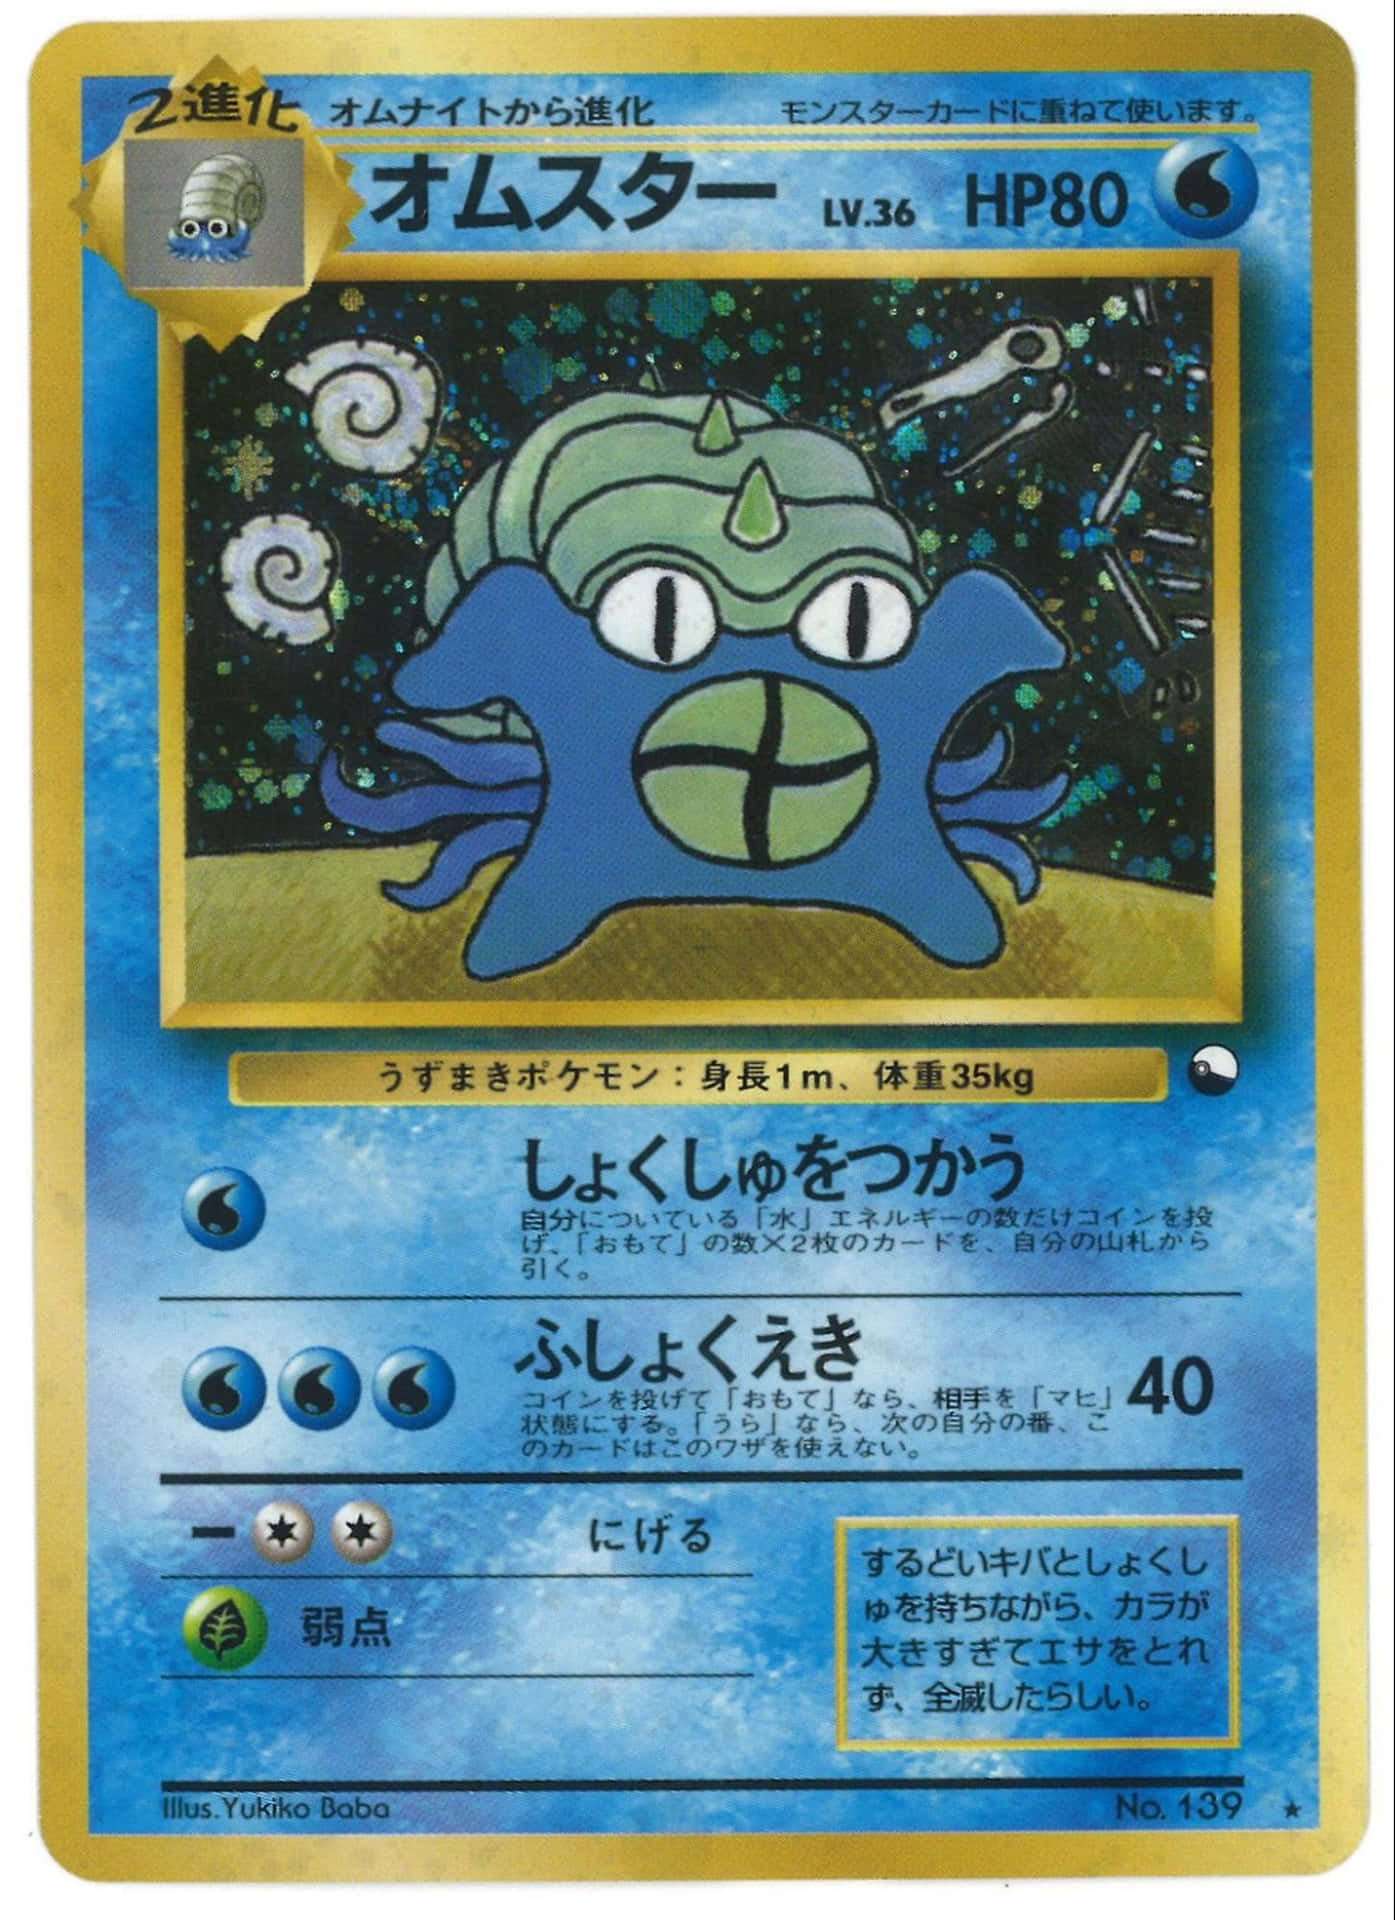 2進化
オムナイトから進化
モンスターカードに重ねて使います。
オムスター LV.36 HP80
うずまきポケモン：身長1m、体重35kg
しょくしゅをつかう
自分についている「水」エネルギーの数だけコインを投
げ、「おもて」の数×2枚のカードを、自分の山札から
引く。
ふしょくえき
40
コインを投げて「おもて」なら、相手を「マヒ」
状態にする。「うら」なら、次の自分の番、こ
のカードはこのワザを使えない。
ー にげる
弱点
するどいキバとしょくし
ゅを持ちながら、カラが
大きすぎてエサをとれ
ず、全滅したらしい。
Illus. Yukiko Baba
No. 139 ★